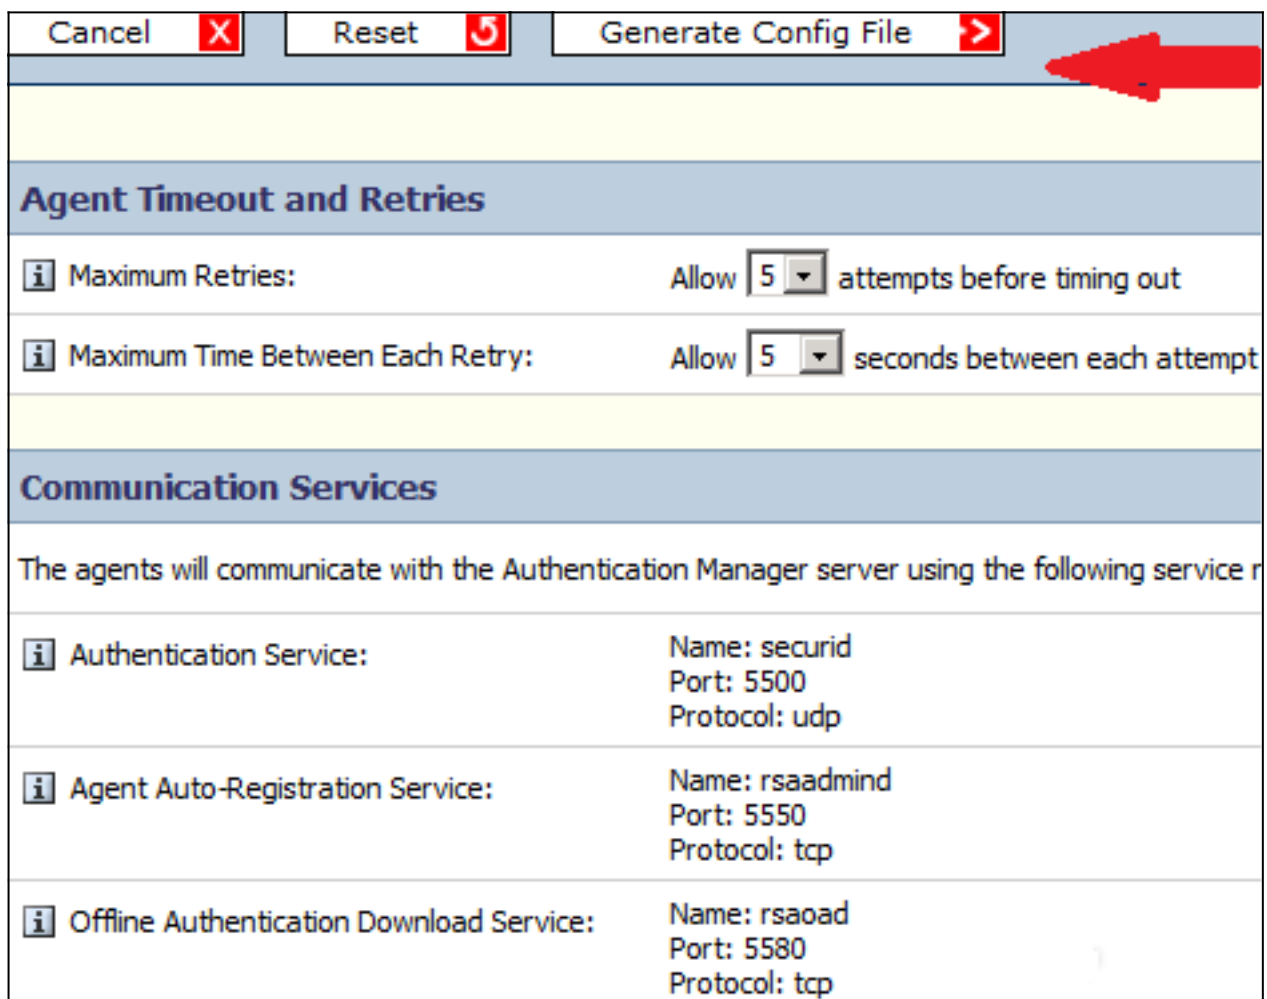 Cancel X Reset Generate Config File
Agent Timeout and Retries
i Maximum Retries: Allow 5 attempts before timing out
i Maximum Time Between Each Retry: Allow 5 seconds between each attempt
Communication Services
The agents will communicate with the Authentication Manager server using the following service
i Authentication Service: Name: securid
Port: 5500
Protocol: udp
i Agent Auto-Registration Service: Name: rsaadmind
Port: 5550
Protocol: tcp
i Offline Authentication Download Service: Name: rsaoad
Port: 5580
Protocol: tcp